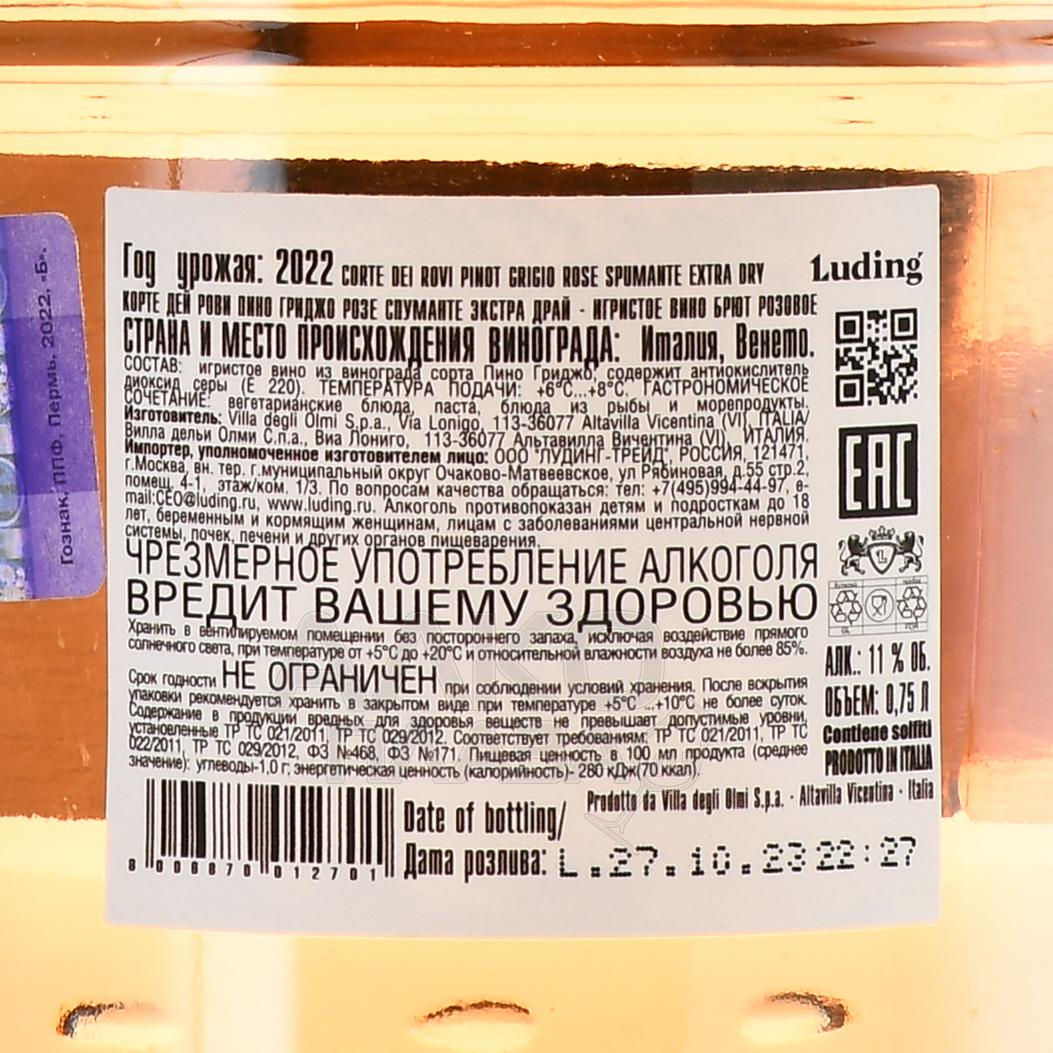 Год урожая: 2022 CORTE DEI ROVI PINOT GRIGIO ROSE SPUMANTE EXTRA DRY
Luding
КОРТЕ ДЕЙ РОВИ ПИНО ГРИДЖО РОЗЕ СПУМАНТЕ ЭКСТРА ДРАЙ - ИГРИСТОЕ ВИНО БРЮТ РОЗОВОЕ
СТРАНА И МЕСТО ПРОИСХОЖДЕНИЯ ВИНОГРАДА: Италия, Венето.
СОСТАВ: игристое вино из винограда сорта Пино Гриджо, содержит антиокислитель
диоксид серы (Е 220). ТЕМПЕРАТУРА ПОДАЧИ: +6°С...+8°С. ГАСТРОНОМИЧЕСКОЕ
СОЧЕТАНИЕ: вегетарианские блюда, паста, блюда из рыбы и морепродукты.
Изготовитель: Villa degli Olmi S.p.a., Via Lonigo, 113-36077 Altavilla Vicentina (VI), ITALIA/
Вилла дельи Олми С.п.а., Виа Лониго, 113-36077 Альтавилла Вичентина (VI), ИТАЛИЯ.
Импортер, уполномоченное изготовителем лицо: ООО "ЛУДИНГ-ТРЕЙД", РОССИЯ, 121471,
г.Москва, вн. тер. г.муниципальный округ Очаково-Матвеевское, ул Рябиновая, д.55 стр.2,
помещ. 4-1, этаж/ком. 1/3. По вопросам качества обращаться: тел: +7(495)994-44-97, e-
mail:CEO@luding.ru, www.luding.ru. Алкоголь противопоказан детям и подросткам до 18
лет, беременным и кормящим женщинам, лицам с заболеваниями центральной нервной
системы, почек, печени и других органов пищеварения.
ЧРЕЗМЕРНОЕ УПОТРЕБЛЕНИЕ АЛКОГОЛЯ
ВРЕДИТ ВАШЕМУ ЗДОРОВЬЮ
Хранить в вентилируемом помещении без постороннего запаха, исключая воздействие прямого
солнечного света, при температуре от +5°С до +20°С и относительной влажности воздуха не более 85%.
Срок годности НЕ ОГРАНИЧЕН при соблюдении условий хранения. После вскрытия
упаковки рекомендуется хранить в закрытом виде при температуре +5°С ...+10°С не более суток.
Содержание в продукции вредных для здоровья веществ не превышает допустимые уровни,
установленные ТР ТС 021/2011, ТР ТС 029/2012. Соответствует требованиям: ТР ТС 021/2011, ТР ТС
022/2011, ТР ТС 029/2012, ФЗ №468, ФЗ №171. Пищевая ценность в 100 мл продукта (среднее
значение): углеводы-1,0 г; энергетическая ценность (калорийность)- 280 кДж(70 ккал).
EAC
L
GL
FOR
АЛК.: 11 % ОБ.
ОБЪЕМ: 0,75 Л
Contiene solfiti
PRODOTTO IN ITALIA
Prodotto da Villa degli Olmi S.p.a. - Altavilla Vicentina - Italia
Date of bottling/
Дата розлива: L.27.10.23 22:27
8 006870 012701
Гознак, ППФ, Пермь, 2022, «Б».